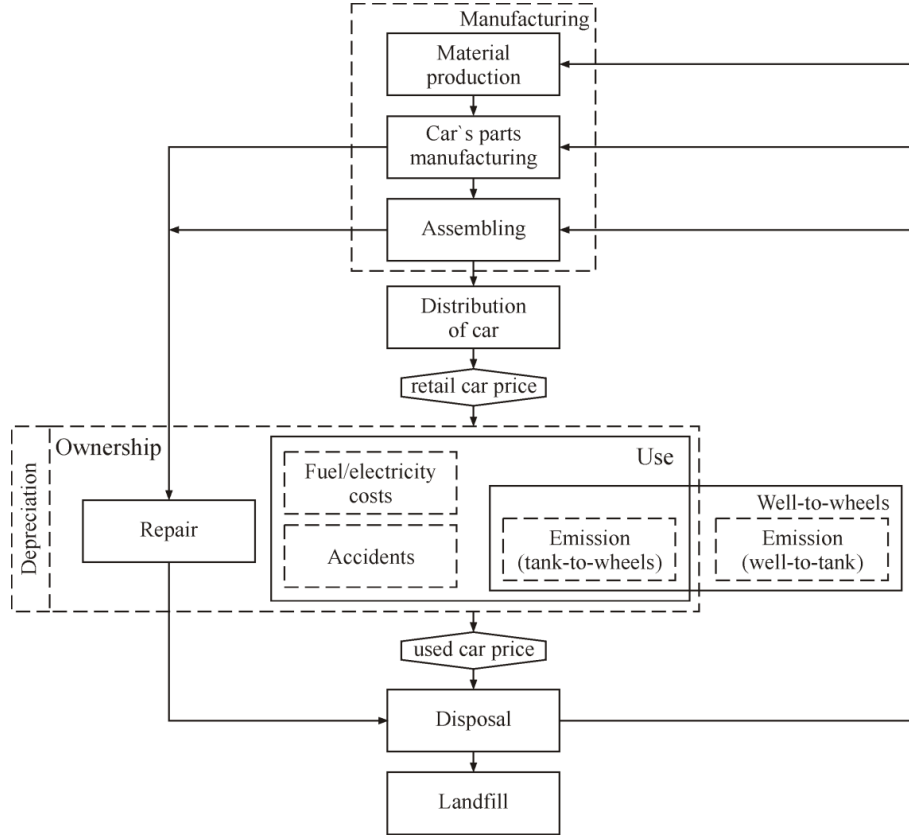 Manufacturing
Material
production
Car`s parts
manufacturing
Assembling
Distribution
of car
retail car price
Depreciation
Ownership
Use
Fuel/electricity
costs
Well-to-wheels
Repair
Accidents
Emission
(tank-to-wheels)
Emission
(well-to-tank)
used car price
Disposal
Landfill